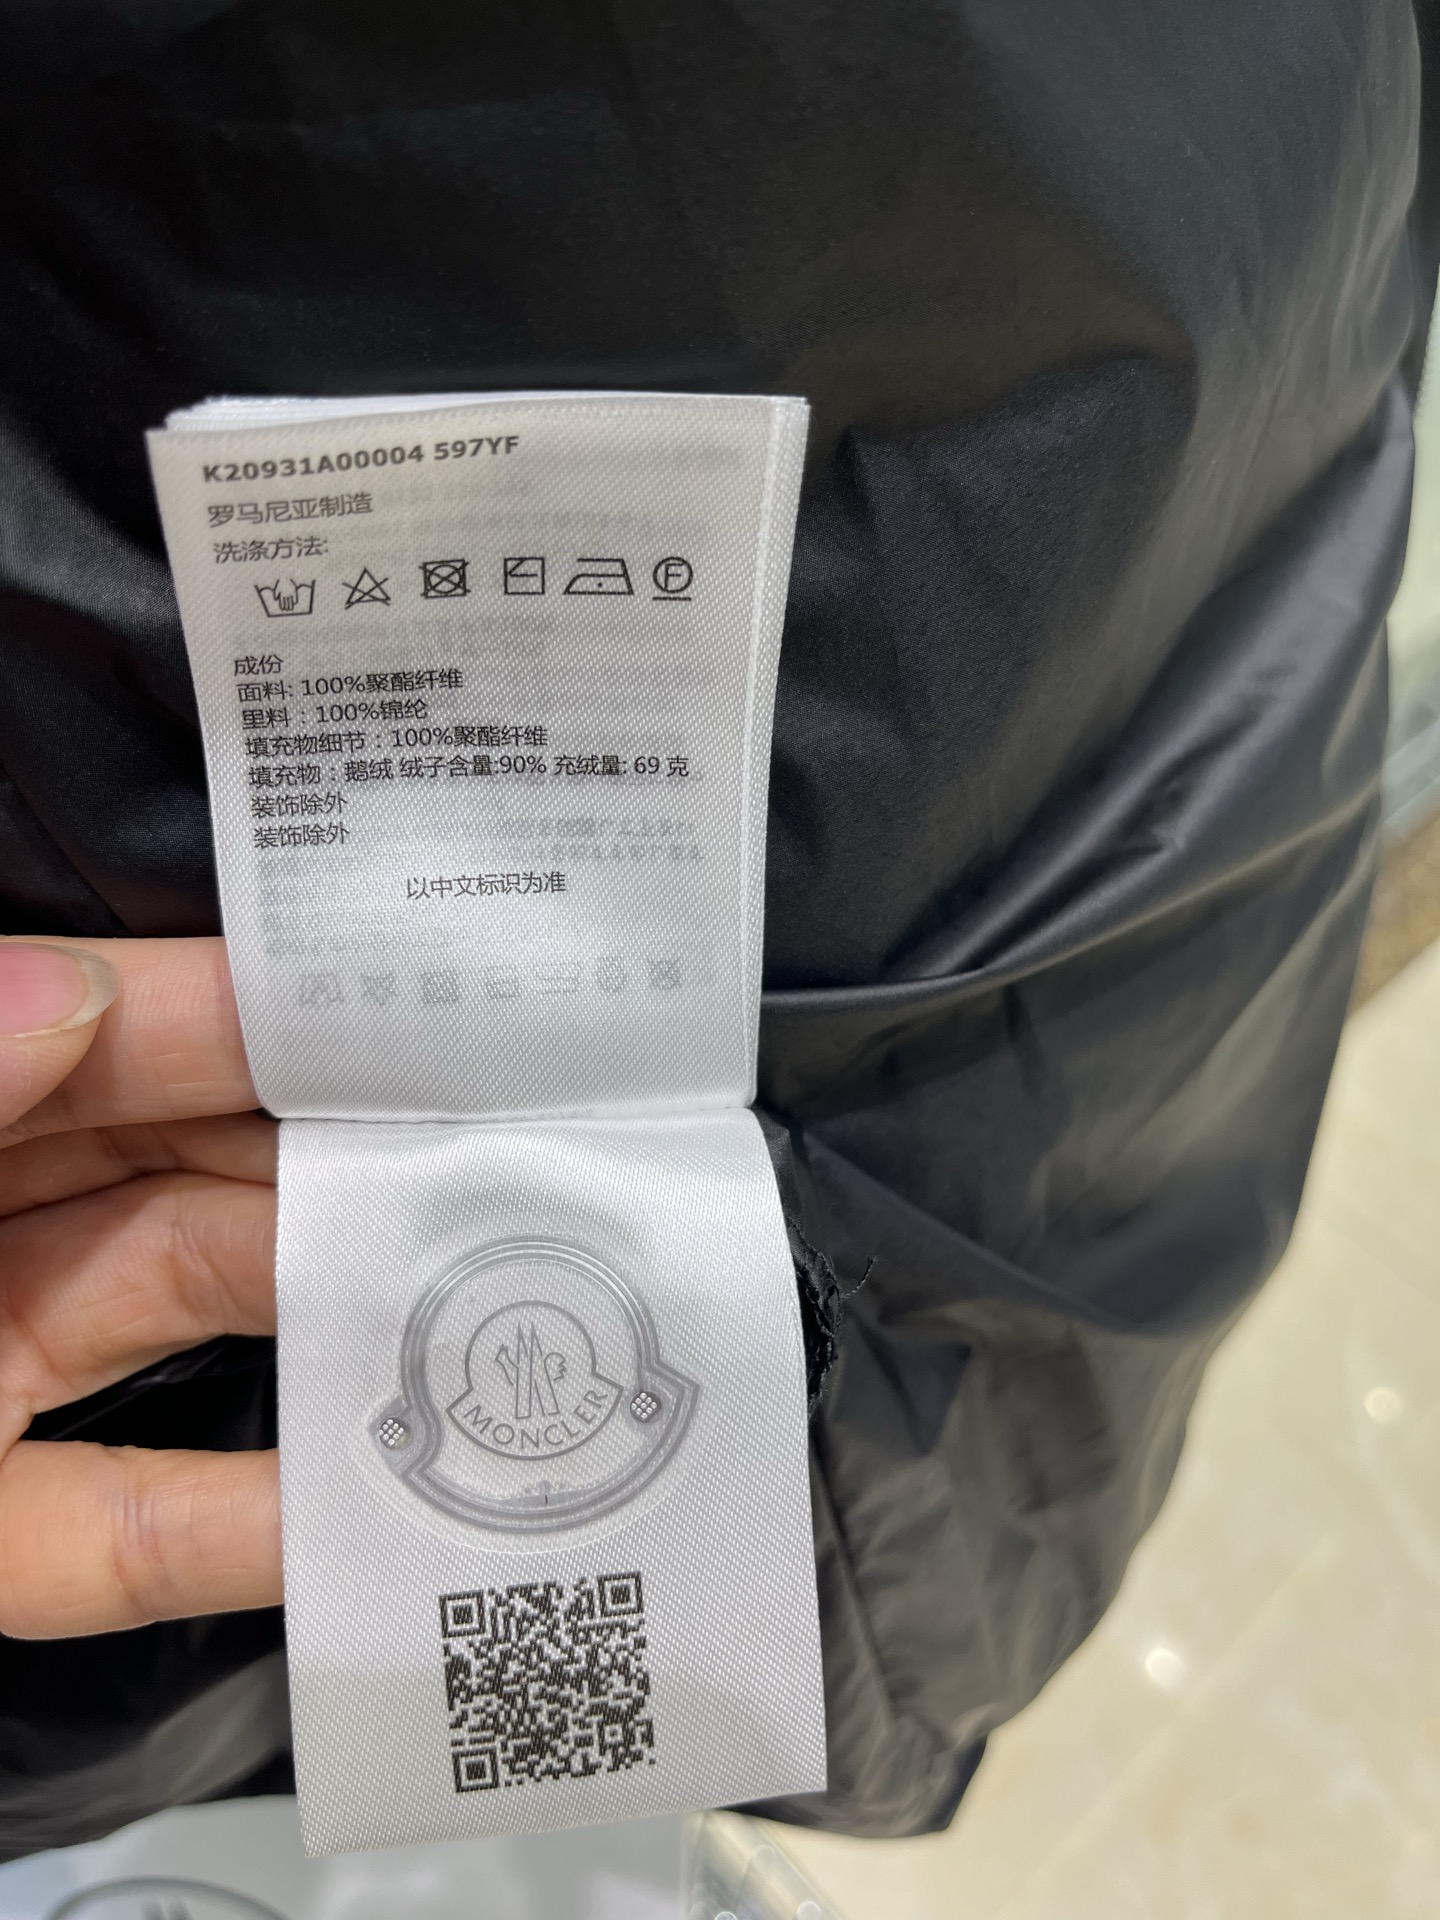 K20931A00004 597YF
罗马尼亚制造
洗涤方法:
F
成份
面料: 100%聚酯纤维
里料：100%锦纶
填充物细节：100%聚酯纤维
填充物：鹅绒 绒子含量:90% 充绒量: 69 克
装饰除外
装饰除外
以中文标识为准
MONCLER